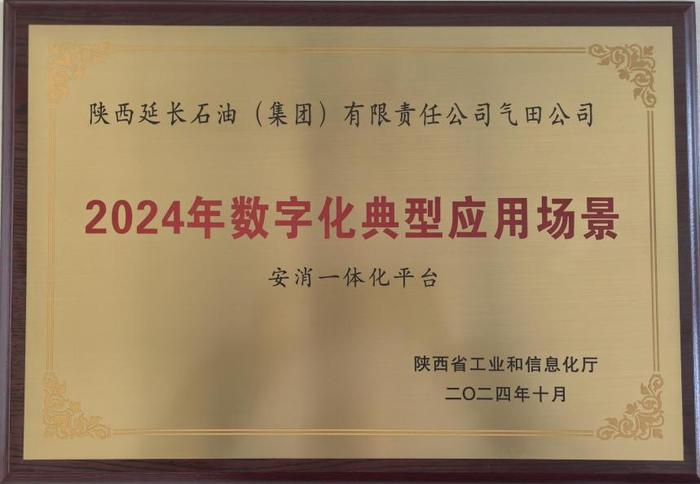 陕西延长石油（集团）有限责任公司气田公司
2024年数字化典型应用场景
安消一体化平台
陕西省工业和信息化厅
二〇二四年十月